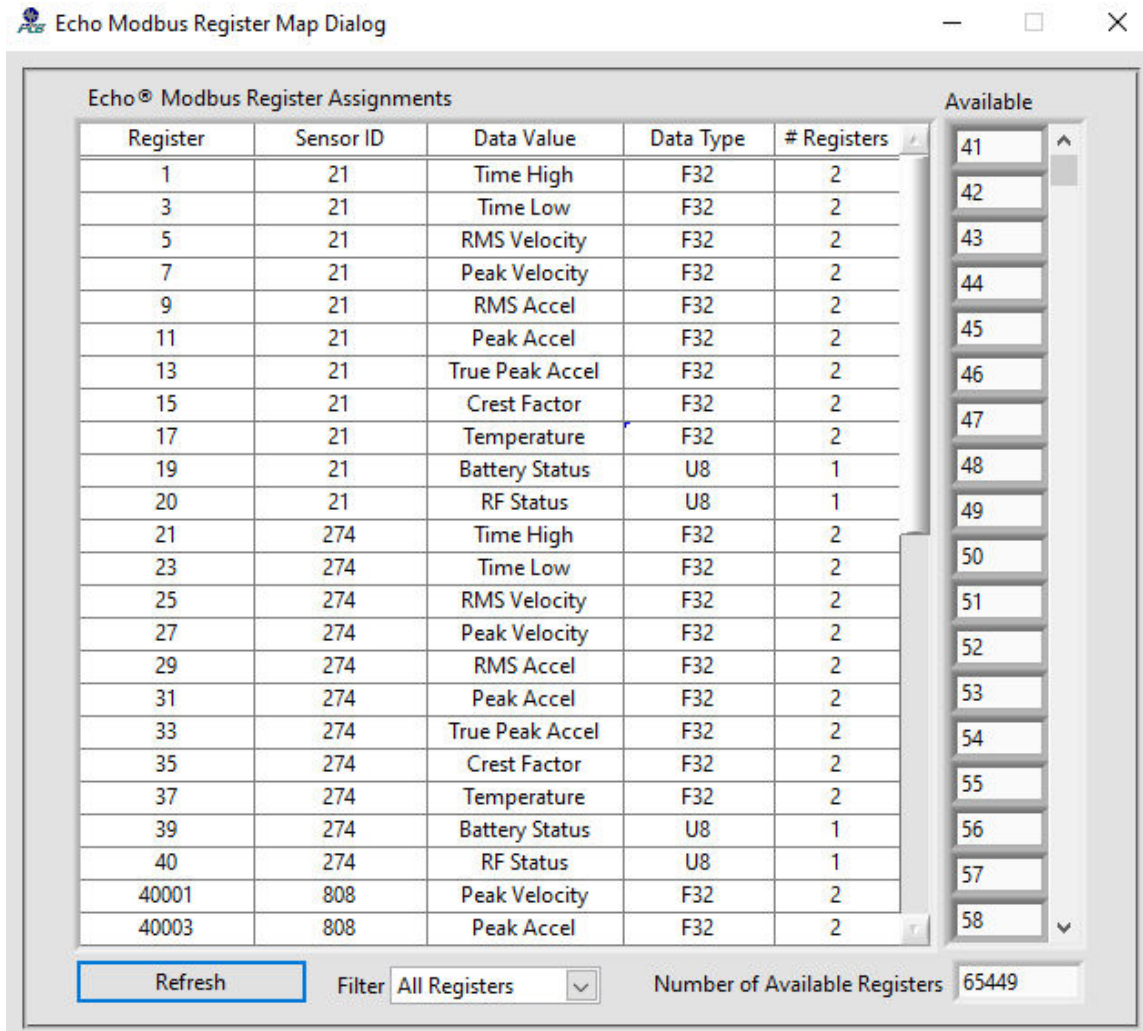 PCB Echo Modbus Register Map Dialog
Echo® Modbus Register Assignments Available
Register Sensor ID Data Value Data Type # Registers
1 21 Time High F32 2
3 21 Time Low F32 2
5 21 RMS Velocity F32 2
7 21 Peak Velocity F32 2
9 21 RMS Accel F32 2
11 21 Peak Accel F32 2
13 21 True Peak Accel F32 2
15 21 Crest Factor F32 2
17 21 Temperature F32 2
19 21 Battery Status U8 1
20 21 RF Status U8 1
21 274 Time High F32 2
23 274 Time Low F32 2
25 274 RMS Velocity F32 2
27 274 Peak Velocity F32 2
29 274 RMS Accel F32 2
31 274 Peak Accel F32 2
33 274 True Peak Accel F32 2
35 274 Crest Factor F32 2
37 274 Temperature F32 2
39 274 Battery Status U8 1
40 274 RF Status U8 1
40001 808 Peak Velocity F32 2
40003 808 Peak Accel F32 2
41
42
43
44
45
46
47
48
49
50
51
52
53
54
55
56
57
58
Refresh Filter All Registers Number of Available Registers 65449